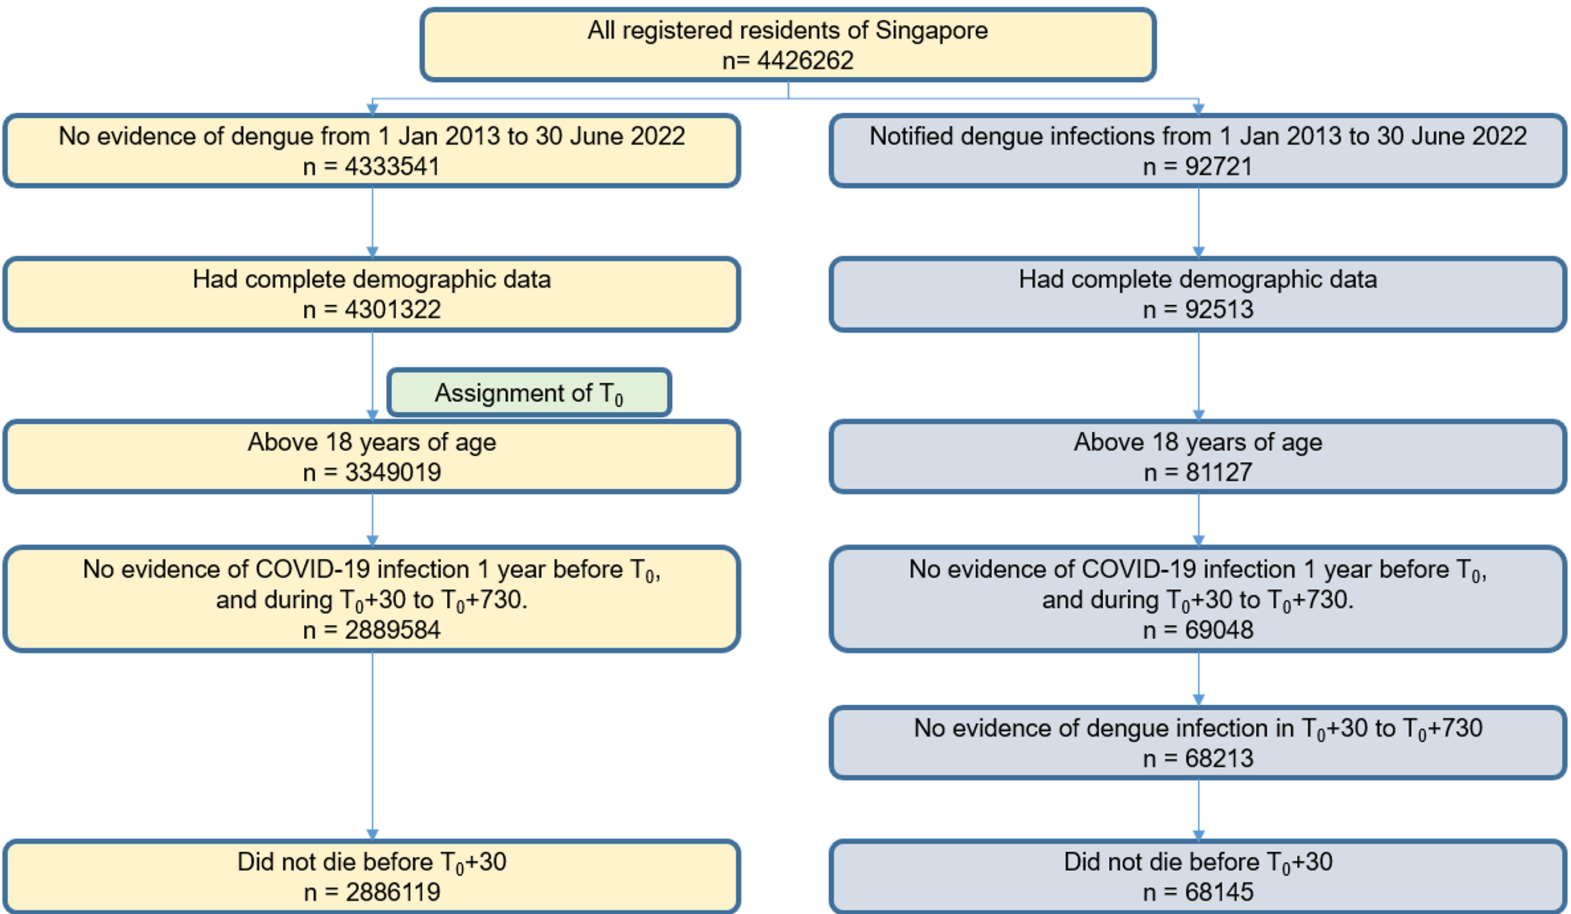 All registered residents of Singapore
n= 4426262
No evidence of dengue from 1 Jan 2013 to 30 June 2022
n = 4333541
Notified dengue infections from 1 Jan 2013 to 30 June 2022
n = 92721
Had complete demographic data
n = 4301322
Had complete demographic data
n = 92513
Assignment of T₀
Above 18 years of age
n = 3349019
Above 18 years of age
n = 81127
No evidence of COVID-19 infection 1 year before T₀,
and during T₀+30 to T₀+730.
n = 2889584
No evidence of COVID-19 infection 1 year before T₀,
and during T₀+30 to T₀+730.
n = 69048
No evidence of dengue infection in T₀+30 to T₀+730
n = 68213
Did not die before T₀+30
n = 2886119
Did not die before T₀+30
n = 68145